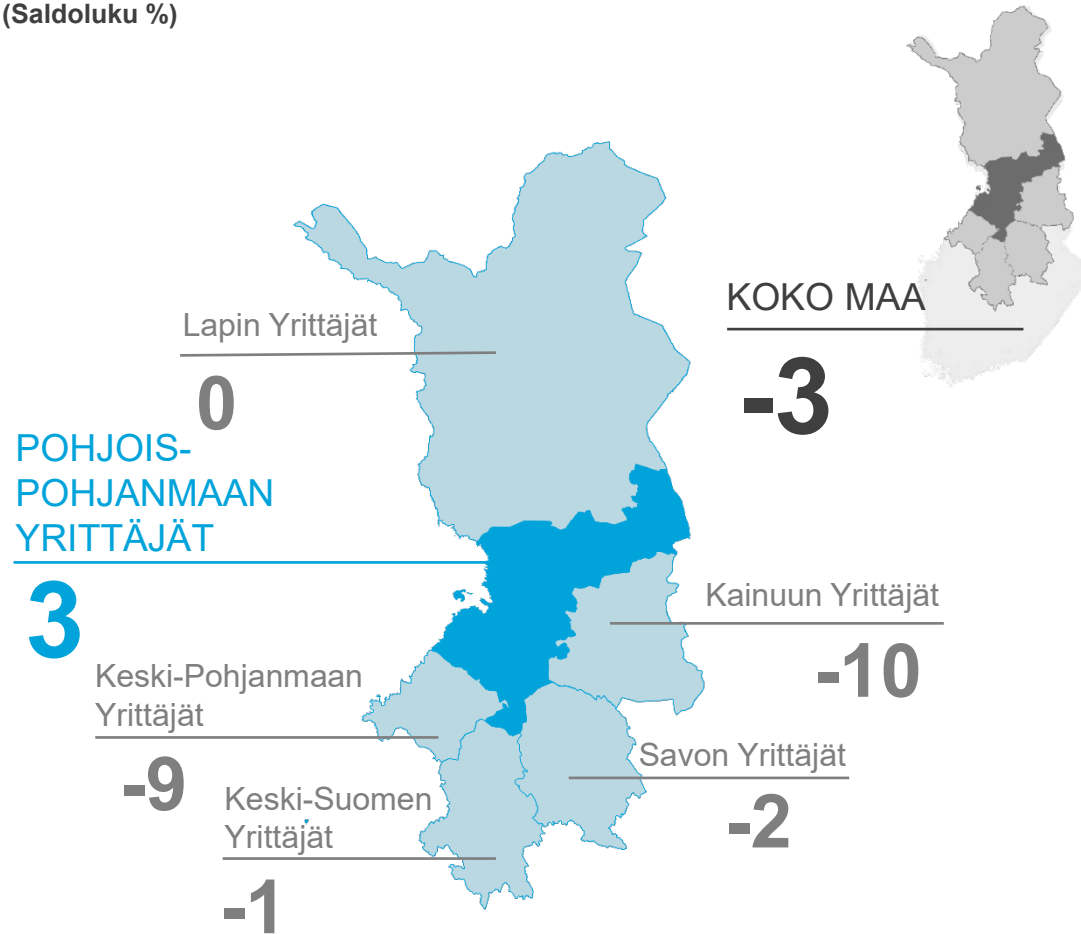 (Saldoluku %)
KOKO MAA
-3
Lapin Yrittäjät
0
POHJOIS-
POHJANMAAN
YRITTÄJÄT
3
Kainuun Yrittäjät
-10
Keski-Pohjanmaan
Yrittäjät
-9
Savon Yrittäjät
-2
Keski-Suomen
Yrittäjät
-1